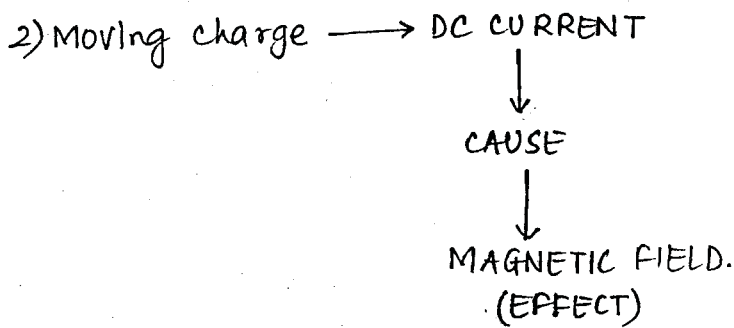 2) Moving charge → DC CURRENT
↓
CAUSE
↓
MAGNETIC FIELD.
(EFFECT)